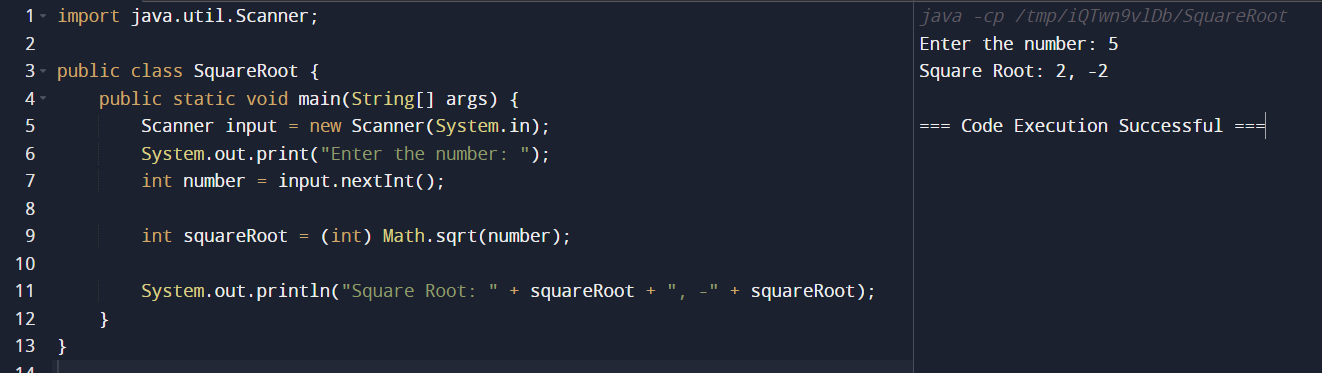 1 import java.util.Scanner;
2
3 public class SquareRoot {
4     public static void main(String[] args) {
5         Scanner input = new Scanner(System.in);
6         System.out.print("Enter the number: ");
7         int number = input.nextInt();
8
9         int squareRoot = (int) Math.sqrt(number);
10
11         System.out.println("Square Root: " + squareRoot + ", -" + squareRoot);
12     }
13 }
14
java -cp /tmp/iQTwn9vlDb/SquareRoot
Enter the number: 5
Square Root: 2, -2

=== Code Execution Successful ===